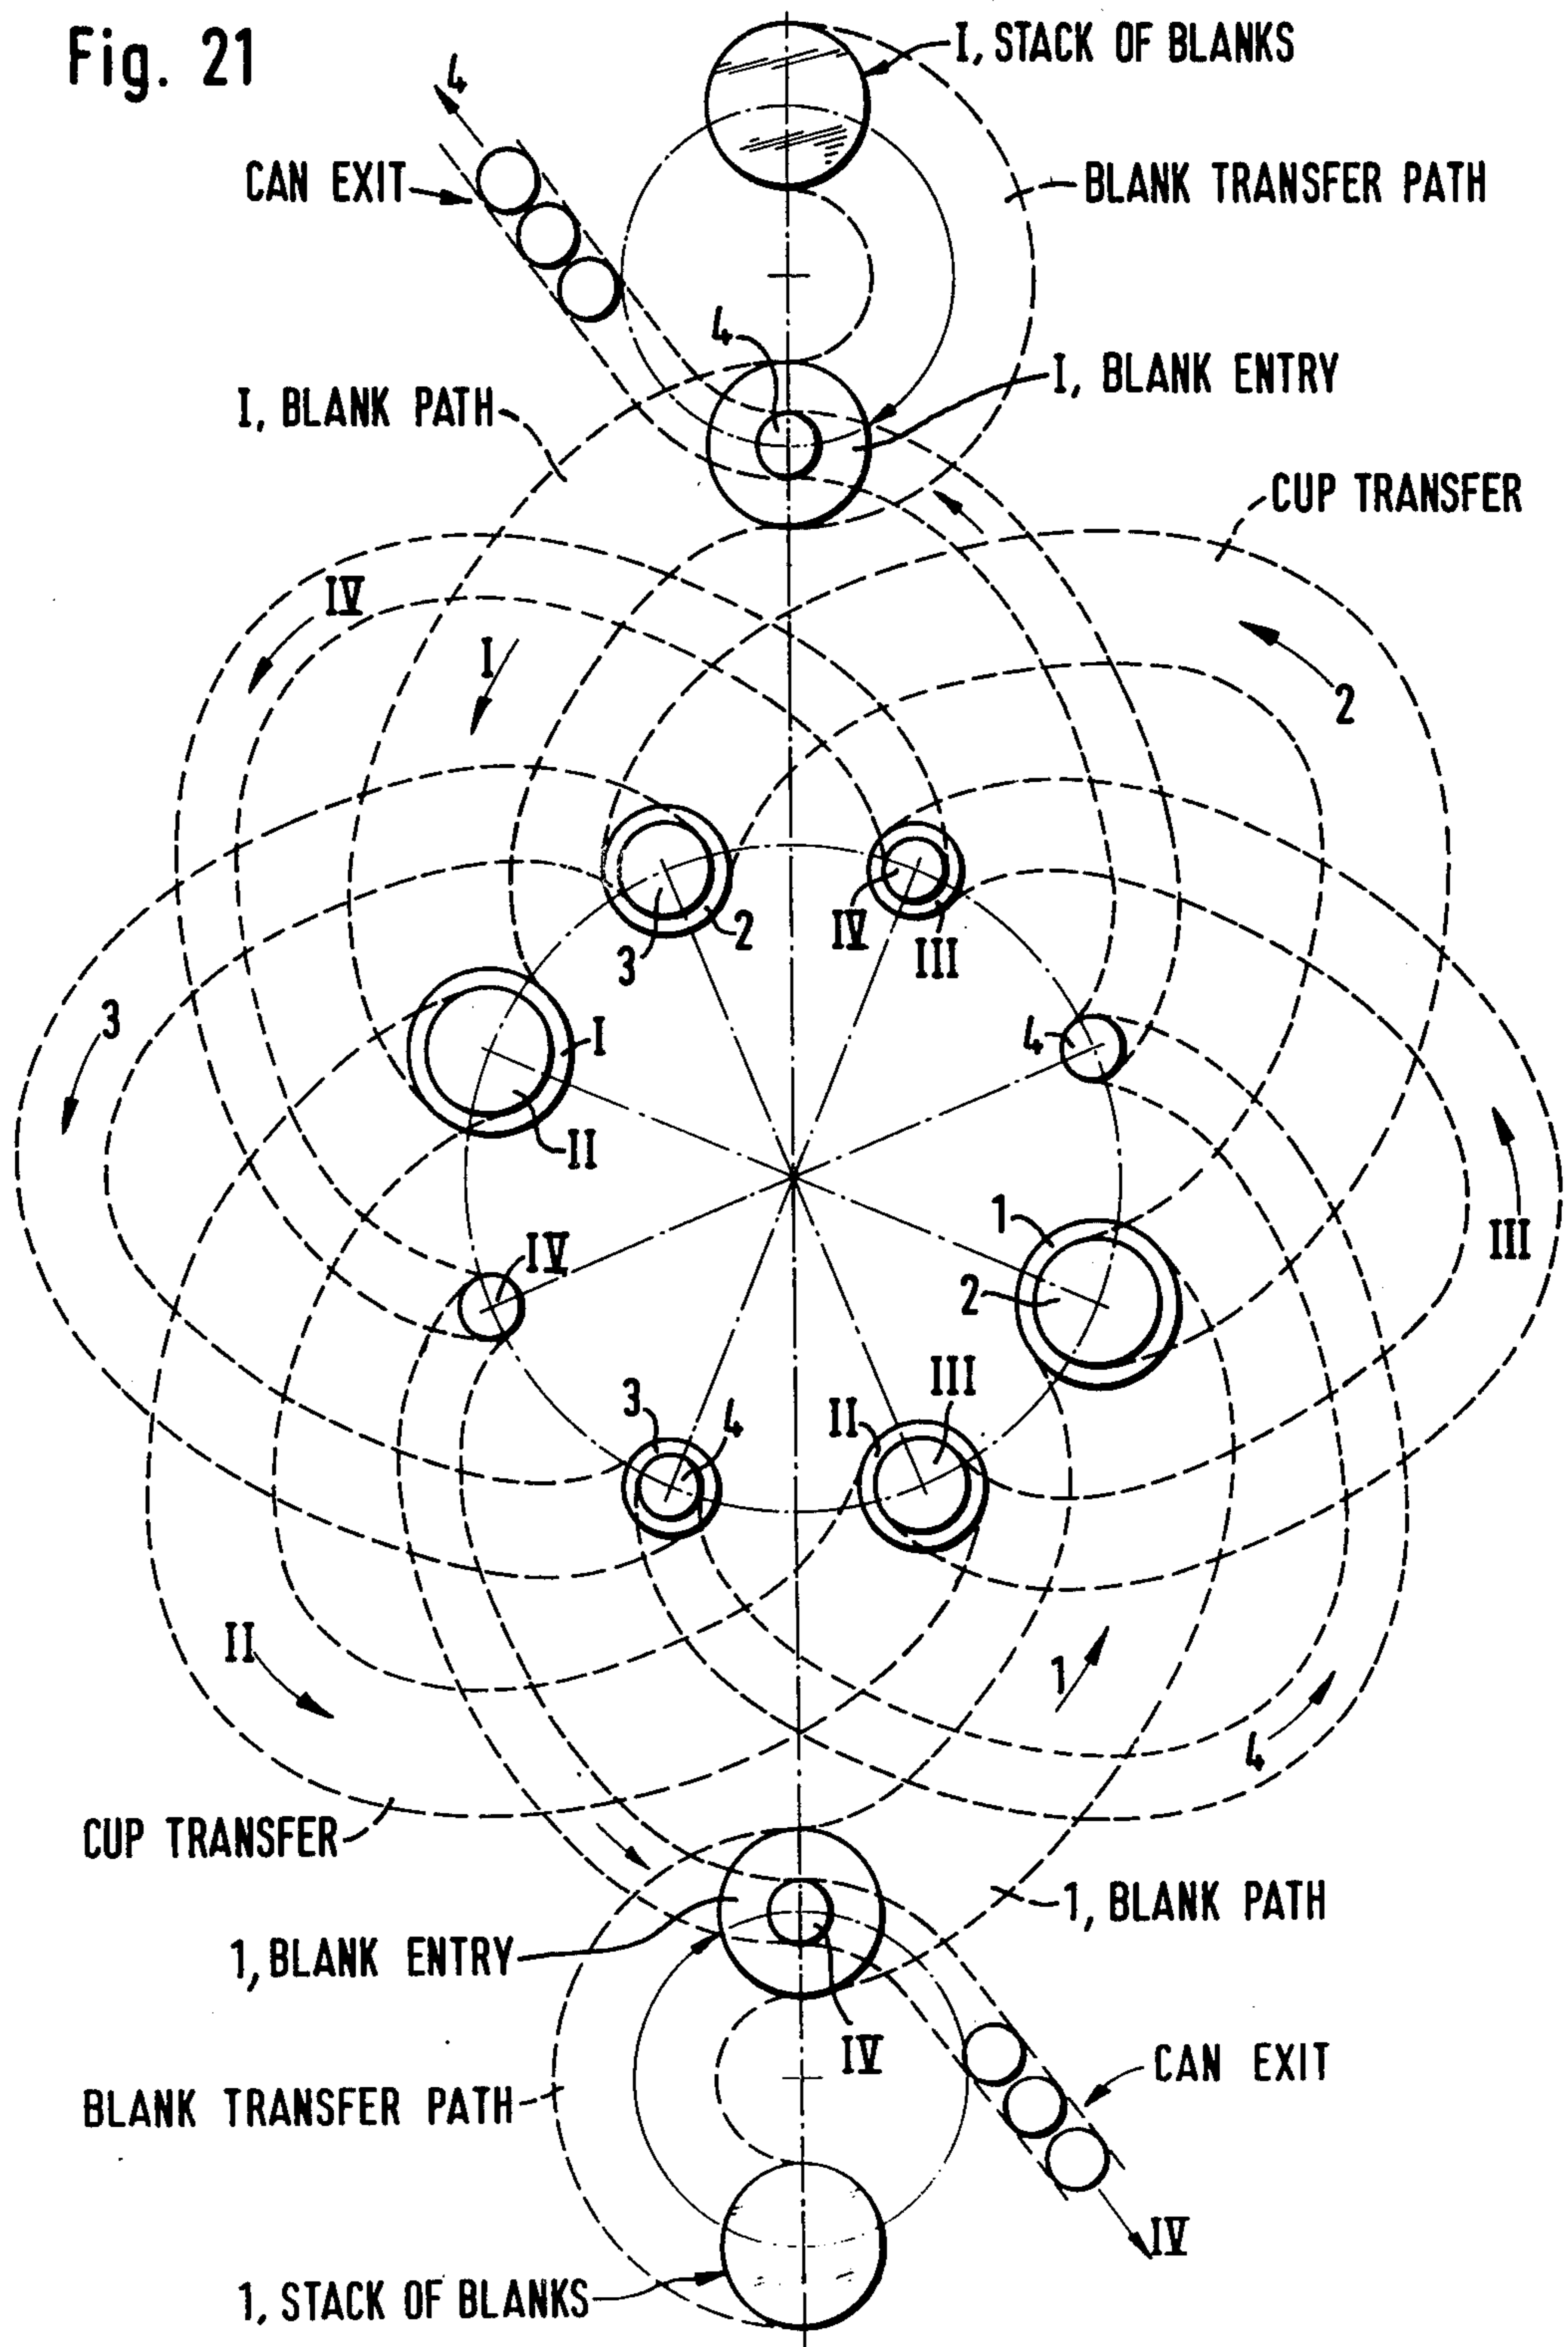 Fig. 21
I, STACK OF BLANKS
4
CAN EXIT
BLANK TRANSFER PATH
4
I, BLANK ENTRY
I, BLANK PATH
CUP TRANSFER
IV
I
2
3
2
IV
III
3
I
4
II
1
III
IV
2
III
3
4
II
II
1
4
CUP TRANSFER
1, BLANK PATH
1, BLANK ENTRY
IV
CAN EXIT
BLANK TRANSFER PATH
IV
1, STACK OF BLANKS